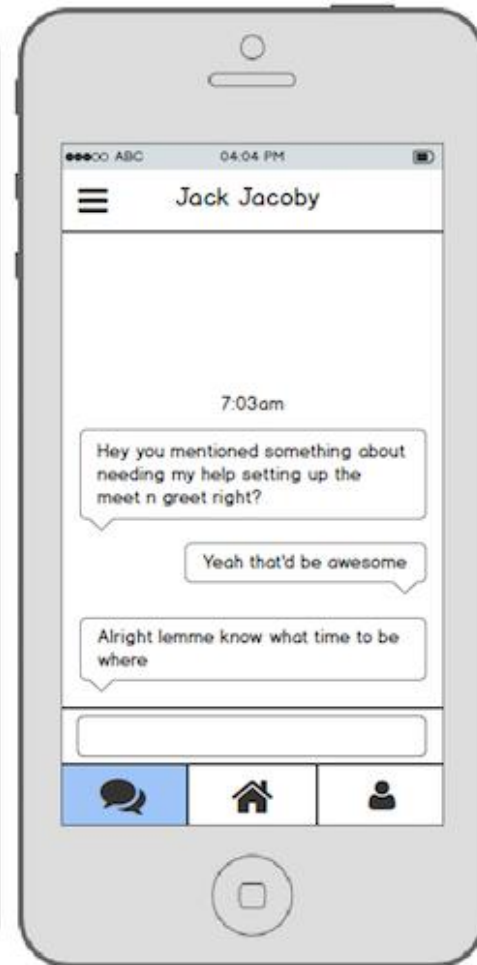 ABC 04:04 PM
Jack Jacoby
7:03am
Hey you mentioned something about
needing my help setting up the
meet n greet right?
Yeah that'd be awesome
Alright lemme know what time to be
where